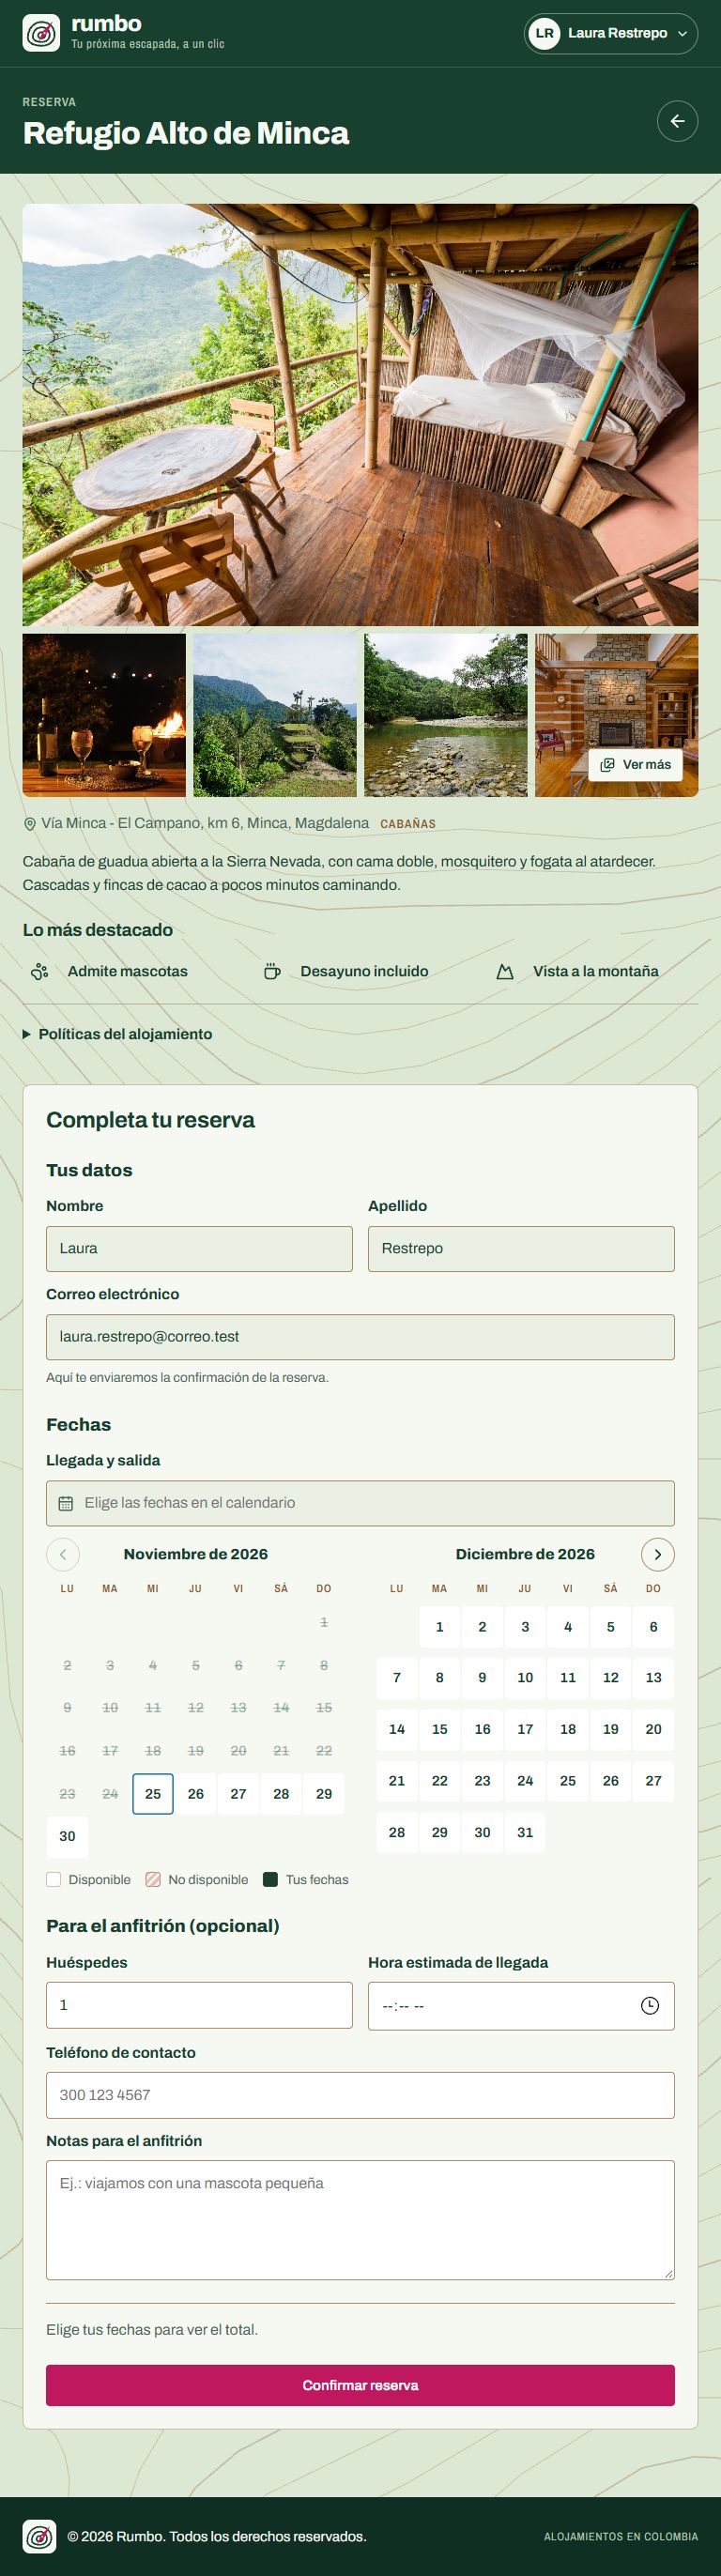 rumbo
Tu próxima escapada, a un clic
LR Laura Restrepo
RESERVA
Refugio Alto de Minca
Ver más
Vía Minca - El Campano, km 6, Minca, Magdalena CABAÑAS
Cabaña de guadua abierta a la Sierra Nevada, con cama doble, mosquitero y fogata al atardecer.
Cascadas y fincas de cacao a pocos minutos caminando.
Lo más destacado
Admite mascotas Desayuno incluido Vista a la montaña
Políticas del alojamiento
Completa tu reserva
Tus datos
Nombre Apellido
Laura Restrepo
Correo electrónico
laura.restrepo@correo.test
Aquí te enviaremos la confirmación de la reserva.
Fechas
Llegada y salida
Elige las fechas en el calendario
Noviembre de 2026
LU MA MI JU VI SÁ DO
1
2 3 4 5 6 7 8
9 10 11 12 13 14 15
16 17 18 19 20 21 22
23 24 25 26 27 28 29
30
Diciembre de 2026
LU MA MI JU VI SÁ DO
1 2 3 4 5 6
7 8 9 10 11 12 13
14 15 16 17 18 19 20
21 22 23 24 25 26 27
28 29 30 31
Disponible No disponible Tus fechas
Para el anfitrión (opcional)
Huéspedes Hora estimada de llegada
1 --:-- --
Teléfono de contacto
300 123 4567
Notas para el anfitrión
Ej.: viajamos con una mascota pequeña
Elige tus fechas para ver el total.
Confirmar reserva
© 2026 Rumbo. Todos los derechos reservados. ALOJAMIENTOS EN COLOMBIA